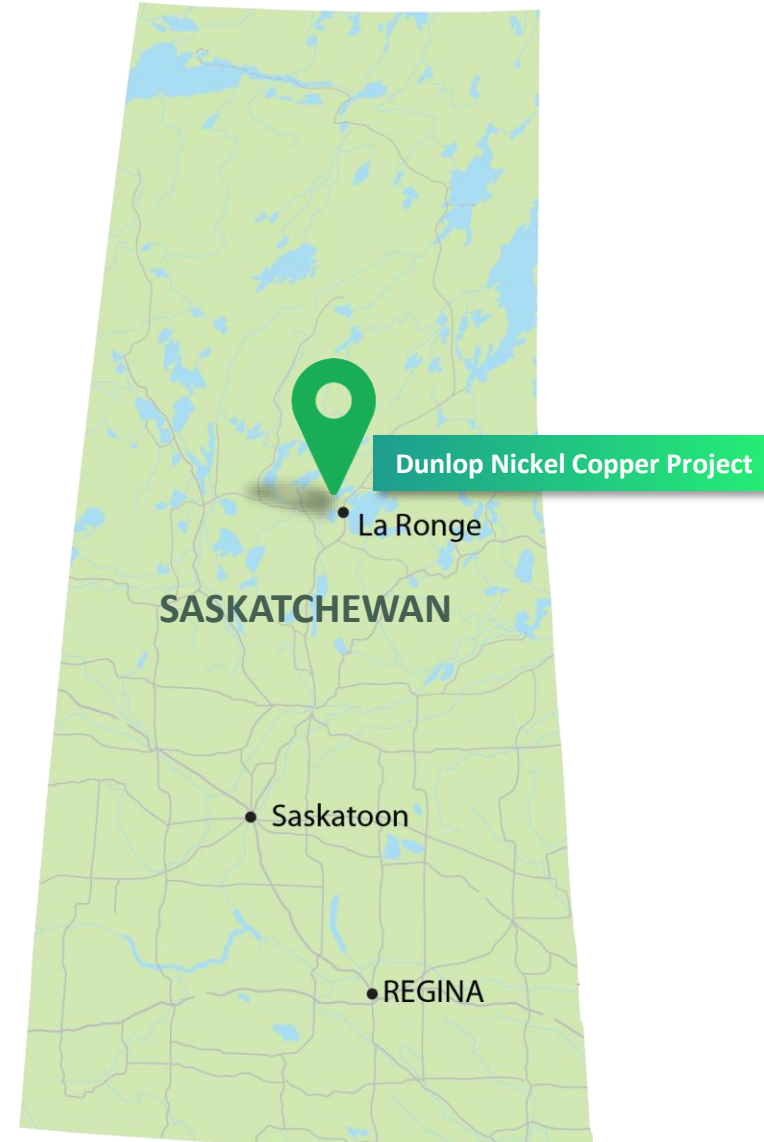 Dunlop Nickel Copper Project
La Ronge
SASKATCHEWAN
Saskatoon
REGINA